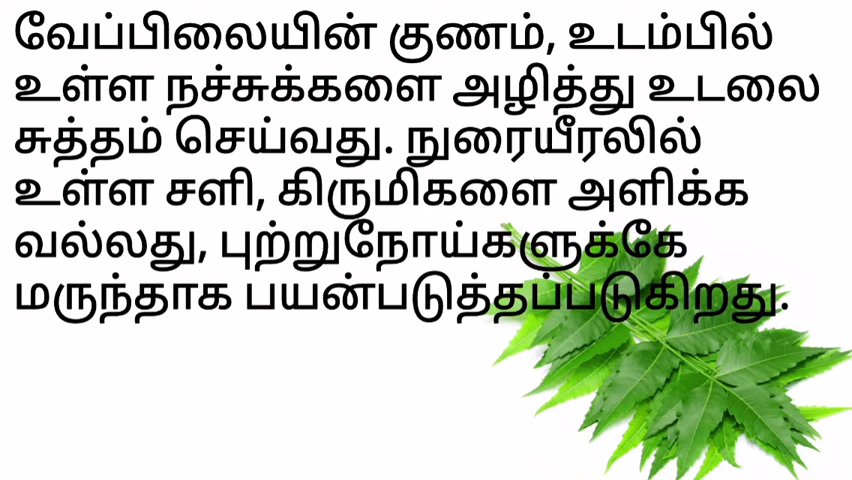 வேப்பிலையின் குணம், உடம்பில்
உள்ள நச்சுக்களை அழித்து உடலை
சுத்தம் செய்வது. நுரையீரலில்
உள்ள சளி, கிருமிகளை அளிக்க
வல்லது, புற்றுநோய்களுக்கே
மருந்தாக பயன்படுத்தப்படுகிறது.